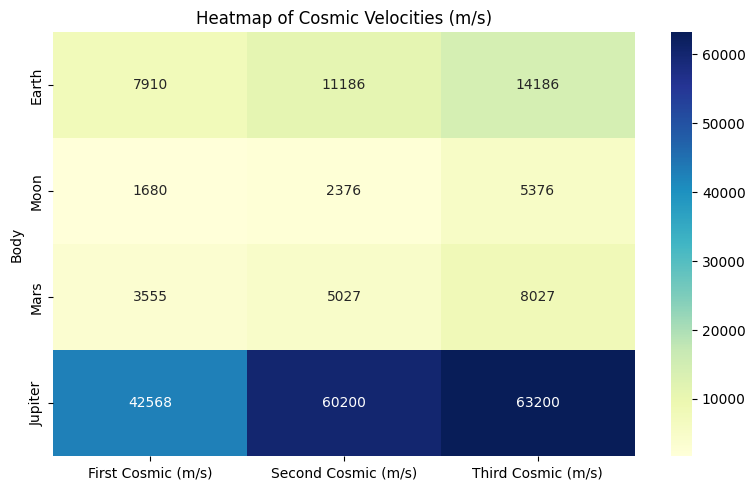 Heatmap of Cosmic Velocities (m/s)
Body
Earth 7910 11186 14186
Moon 1680 2376 5376
Mars 3555 5027 8027
Jupiter 42568 60200 63200
First Cosmic (m/s) Second Cosmic (m/s) Third Cosmic (m/s)
60000
50000
40000
30000
20000
10000